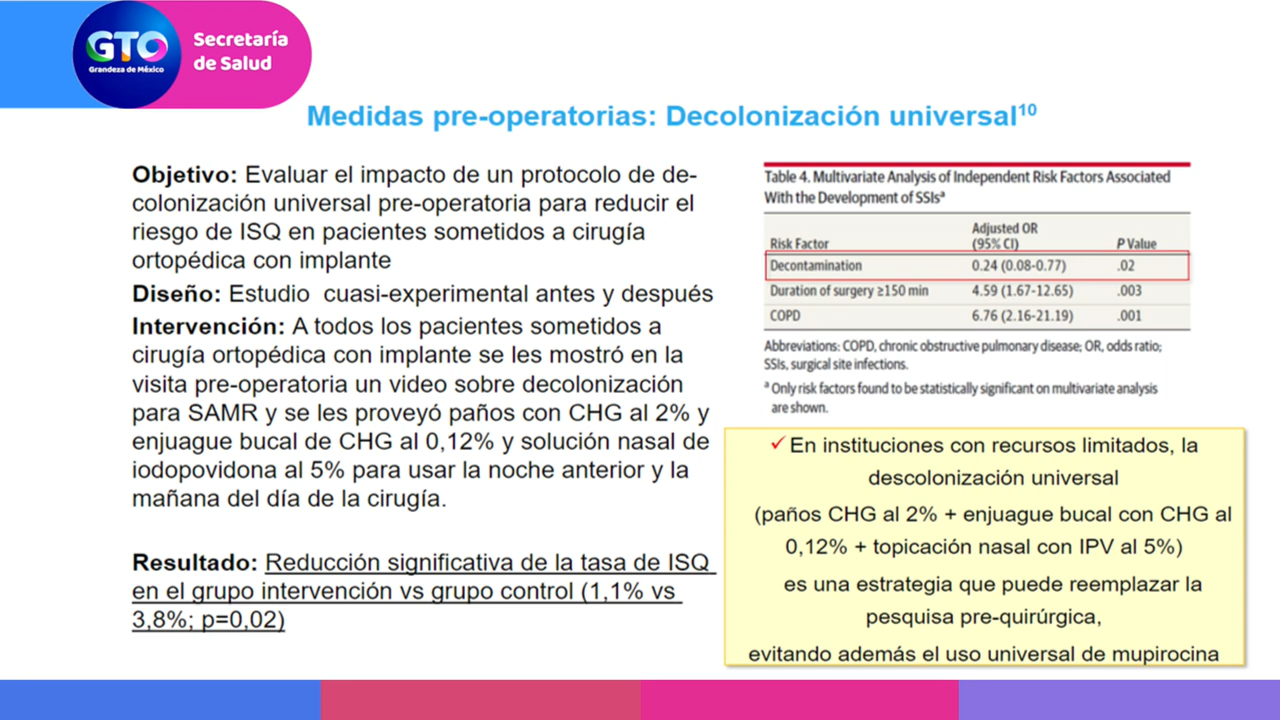 GTO
Grandeza de México
Secretaría
de Salud
Medidas pre-operatorias: Decolonización universal¹⁰
Objetivo: Evaluar el impacto de un protocolo de de-
colonización universal pre-operatoria para reducir el
riesgo de ISQ en pacientes sometidos a cirugía
ortopédica con implante
Diseño: Estudio cuasi-experimental antes y después
Intervención: A todos los pacientes sometidos a
cirugía ortopédica con implante se les mostró en la
visita pre-operatoria un video sobre decolonización
para SAMR y se les proveyó paños con CHG al 2% y
enjuague bucal de CHG al 0,12% y solución nasal de
iodopovidona al 5% para usar la noche anterior y la
mañana del día de la cirugía.
Resultado: Reducción significativa de la tasa de ISQ
en el grupo intervención vs grupo control (1,1% vs
3,8%; p=0,02)
Table 4. Multivariate Analysis of Independent Risk Factors Associated
With the Development of SSIsᵃ
Risk Factor Adjusted OR (95% CI) P Value
Decontamination 0.24 (0.08-0.77) .02
Duration of surgery ≥150 min 4.59 (1.67-12.65) .003
COPD 6.76 (2.16-21.19) .001
Abbreviations: COPD, chronic obstructive pulmonary disease; OR, odds ratio;
SSIs, surgical site infections.
ᵃ Only risk factors found to be statistically significant on multivariate analysis
are shown.
✓ En instituciones con recursos limitados, la
descolonización universal
(paños CHG al 2% + enjuague bucal con CHG al
0,12% + topicación nasal con IPV al 5%)
es una estrategia que puede reemplazar la
pesquisa pre-quirúrgica,
evitando además el uso universal de mupirocina